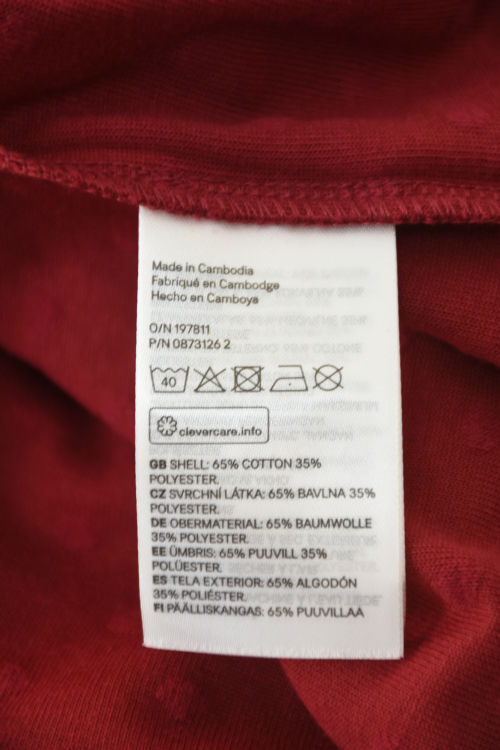 Made in Cambodia
Fabriqué en Cambodge
Hecho en Camboya
O/N 197811
P/N 0873126 2
40
clevercare.info
GB SHELL: 65% COTTON 35%
POLYESTER.
CZ SVRCHNÍ LÁTKA: 65% BAVLNA 35%
POLYESTER.
DE OBERMATERIAL: 65% BAUMWOLLE
35% POLYESTER.
EE ÜMBRIS: 65% PUUVILL 35%
POLÜESTER.
ES TELA EXTERIOR: 65% ALGODÓN
35% POLIÉSTER.
FI PÄÄLLISKANGAS: 65% PUUVILLAA